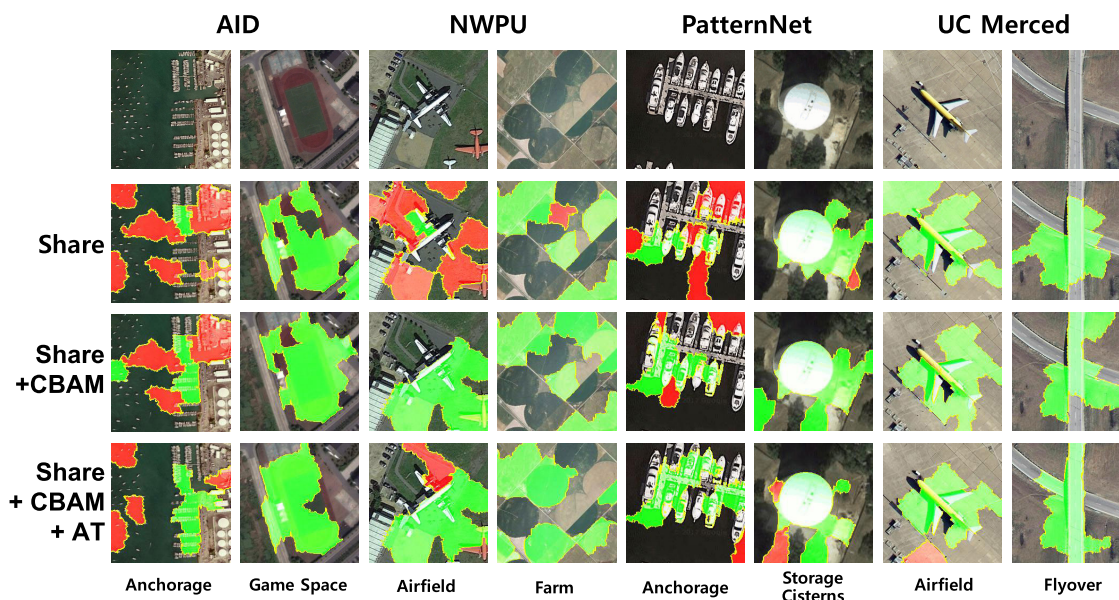 AID NWPU PatternNet UC Merced
Share
Share
+CBAM
Share
+ CBAM
+ AT
Anchorage Game Space Airfield Farm Anchorage Storage Cisterns Airfield Flyover